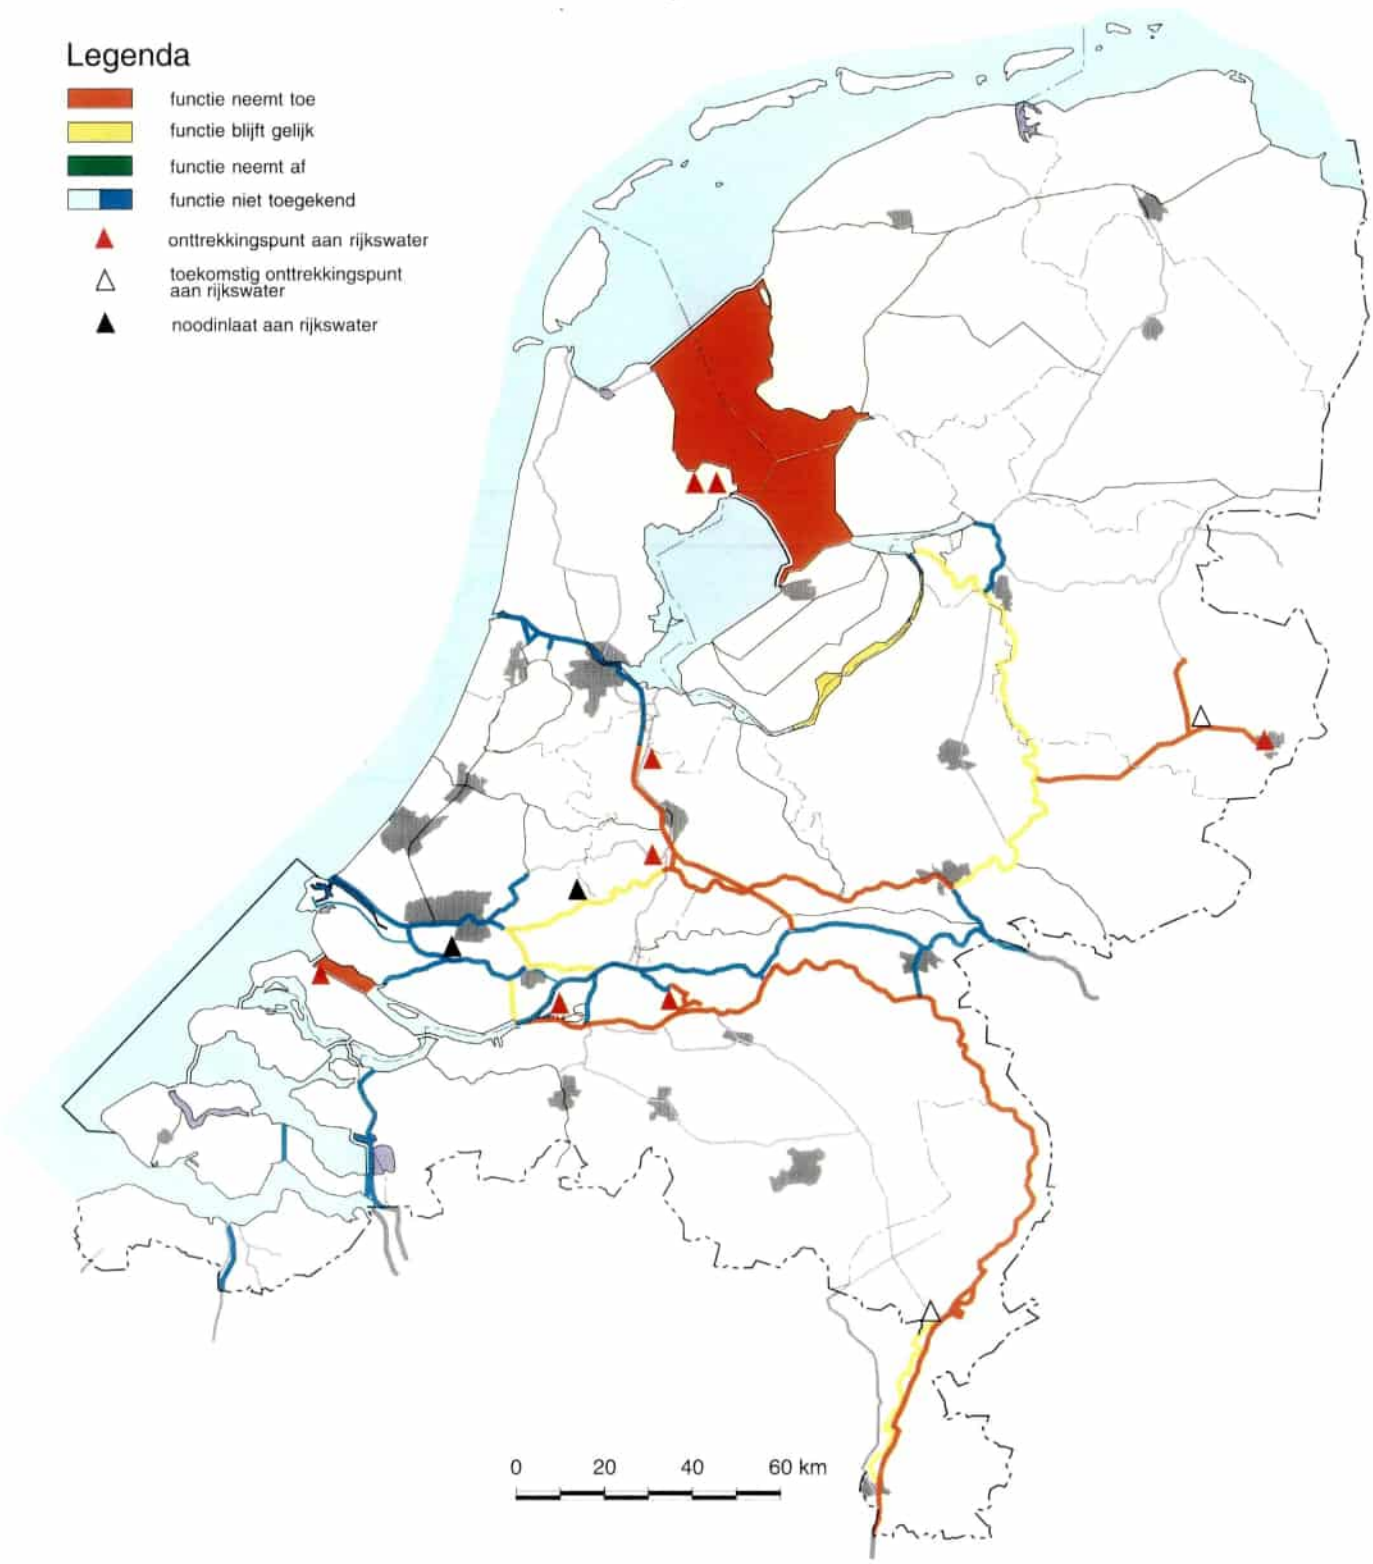 Legenda
functie neemt toe
functie blijft gelijk
functie neemt af
functie niet toegekend
onttrekkingspunt aan rijkswater
toekomstig onttrekkingspunt
aan rijkswater
noodinlaat aan rijkswater
0 20 40 60 km